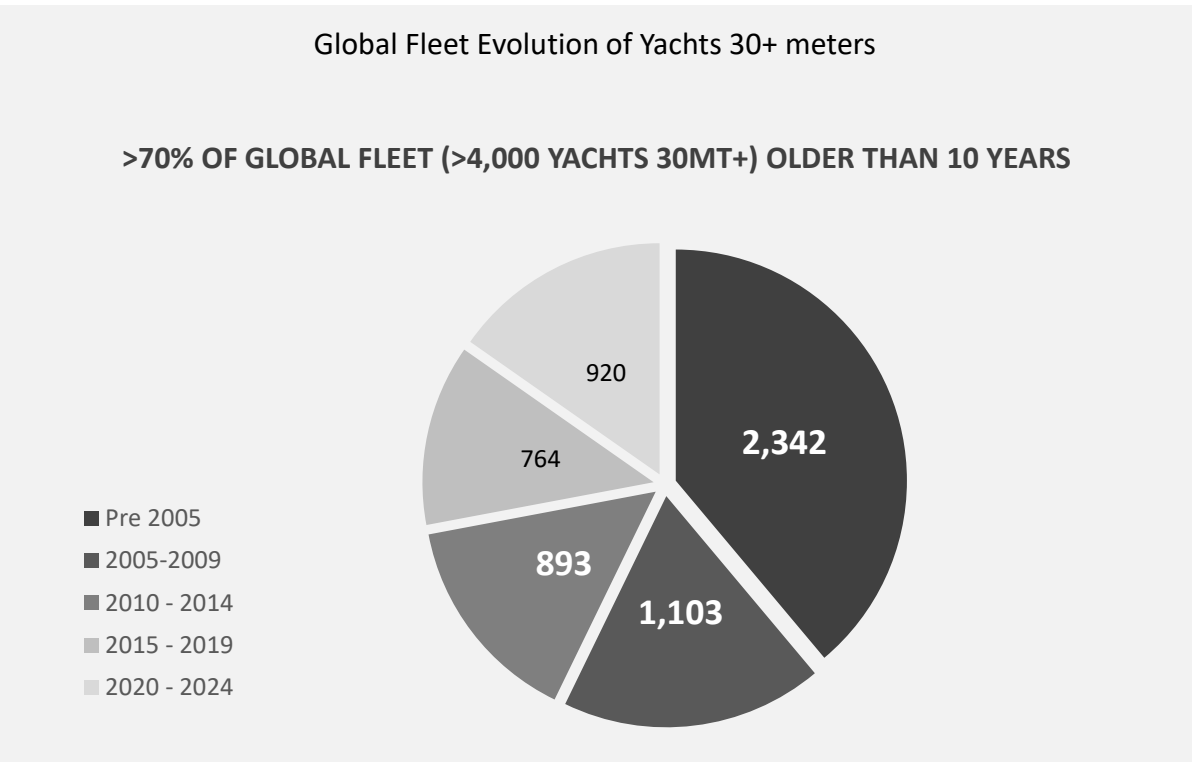 Global Fleet Evolution of Yachts 30+ meters
>70% OF GLOBAL FLEET (>4,000 YACHTS 30MT+) OLDER THAN 10 YEARS
920
2,342
764
893
1,103
Pre 2005
2005-2009
2010 - 2014
2015 - 2019
2020 - 2024